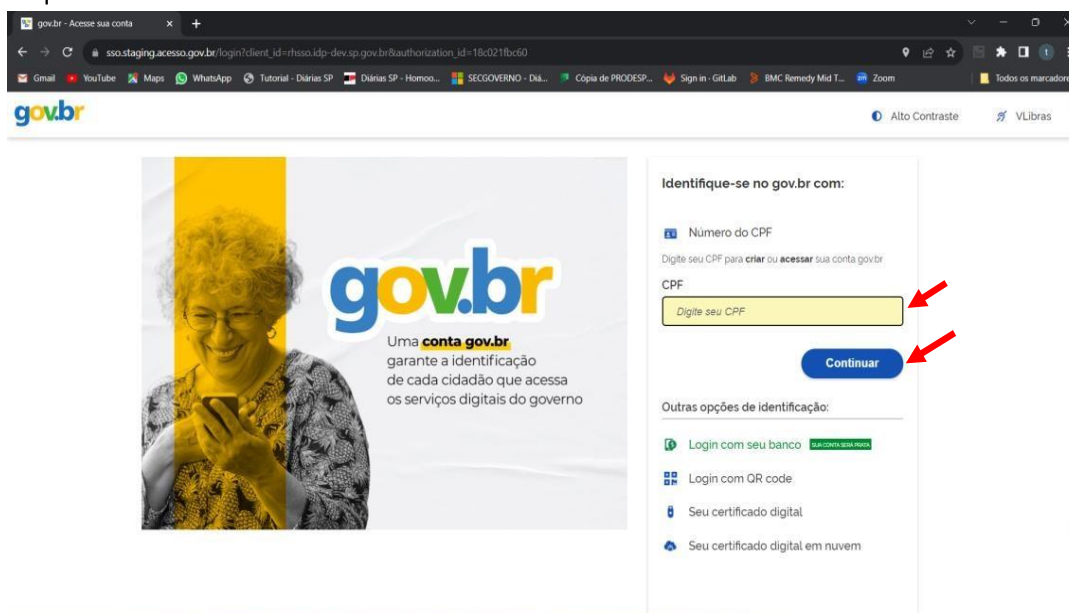 gov.br - Acesse sua conta
sso.staging.acesso.gov.br/login?client_id=rhsso.idp-dev.sp.gov.br&authorization_id=18c021fbc60
Gmail YouTube Maps WhatsApp Tutorial - Diárias SP Diárias SP - Homoo... SECGOVERNO - Diá... Cópia de PRODESP... Sign in · GitLab BMC Remedy Mid T... Zoom Todos os marcadore
gov.br
Alto Contraste
VLibras
gov.br
Uma conta gov.br
garante a identificação
de cada cidadão que acessa
os serviços digitais do governo
Identifique-se no gov.br com:
Número do CPF
Digite seu CPF para criar ou acessar sua conta gov.br
CPF
Digite seu CPF
Continuar
Outras opções de identificação:
Login com seu banco SUA CONTA SERÁ PRATA
Login com QR code
Seu certificado digital
Seu certificado digital em nuvem